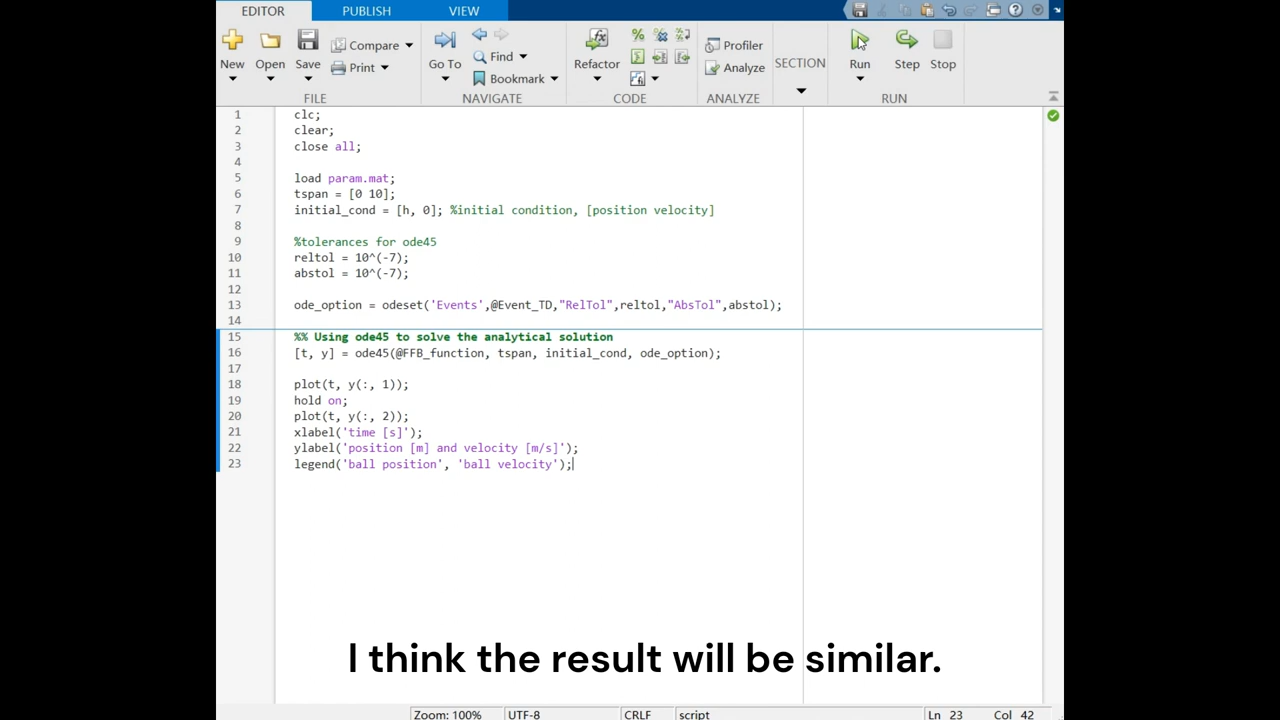 EDITOR PUBLISH VIEW
New Open Save Compare Print Go To Find Bookmark Refactor Profiler Analyze SECTION Run Step Stop
FILE NAVIGATE CODE ANALYZE RUN
1 clc;
2 clear;
3 close all;
4
5 load param.mat;
6 tspan = [0 10];
7 initial_cond = [h, 0]; %initial condition, [position velocity]
8
9 %tolerances for ode45
10 reltol = 10^(-7);
11 abstol = 10^(-7);
12
13 ode_option = odeset('Events',@Event_TD,"RelTol",reltol,"AbsTol",abstol);
14
15 %% Using ode45 to solve the analytical solution
16 [t, y] = ode45(@FFB_function, tspan, initial_cond, ode_option);
17
18 plot(t, y(:, 1));
19 hold on;
20 plot(t, y(:, 2));
21 xlabel('time [s]');
22 ylabel('position [m] and velocity [m/s]');
23 legend('ball position', 'ball velocity');
I think the result will be similar.
Zoom: 100% UTF-8 CRLF script Ln 23 Col 42